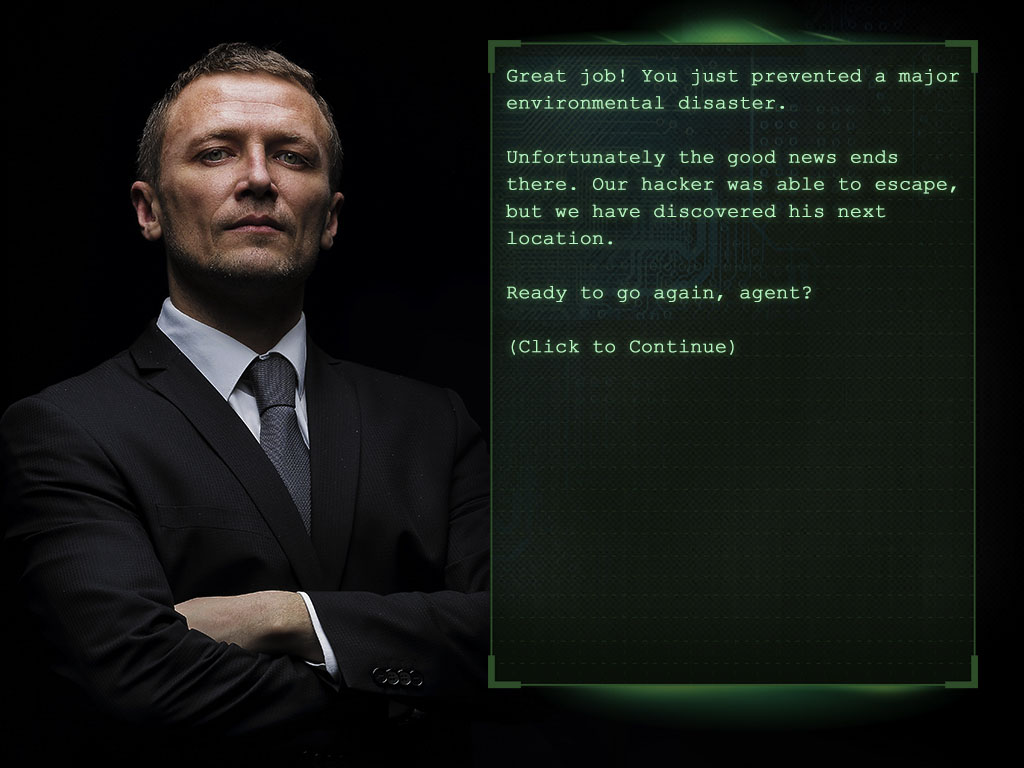 Great job! You just prevented a major
environmental disaster.
Unfortunately the good news ends
there. Our hacker was able to escape,
but we have discovered his next
location.
Ready to go again, agent?
(Click to Continue)